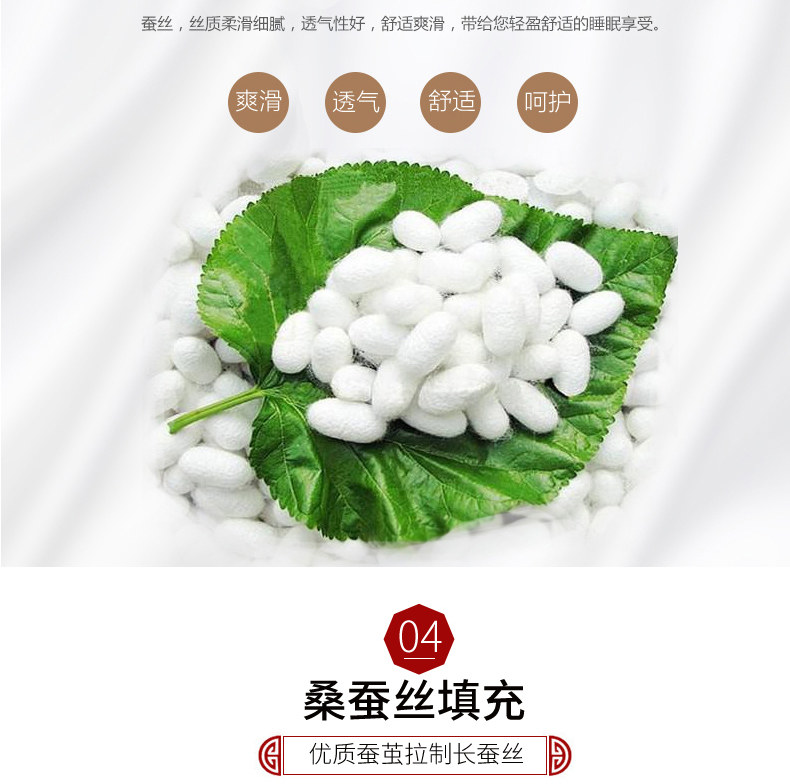 蚕丝，丝质柔滑细腻，透气性好，舒适爽滑，带给您轻盈舒适的睡眠享受。
爽滑 透气 舒适 呵护
04
桑蚕丝填充
优质蚕茧拉制长蚕丝